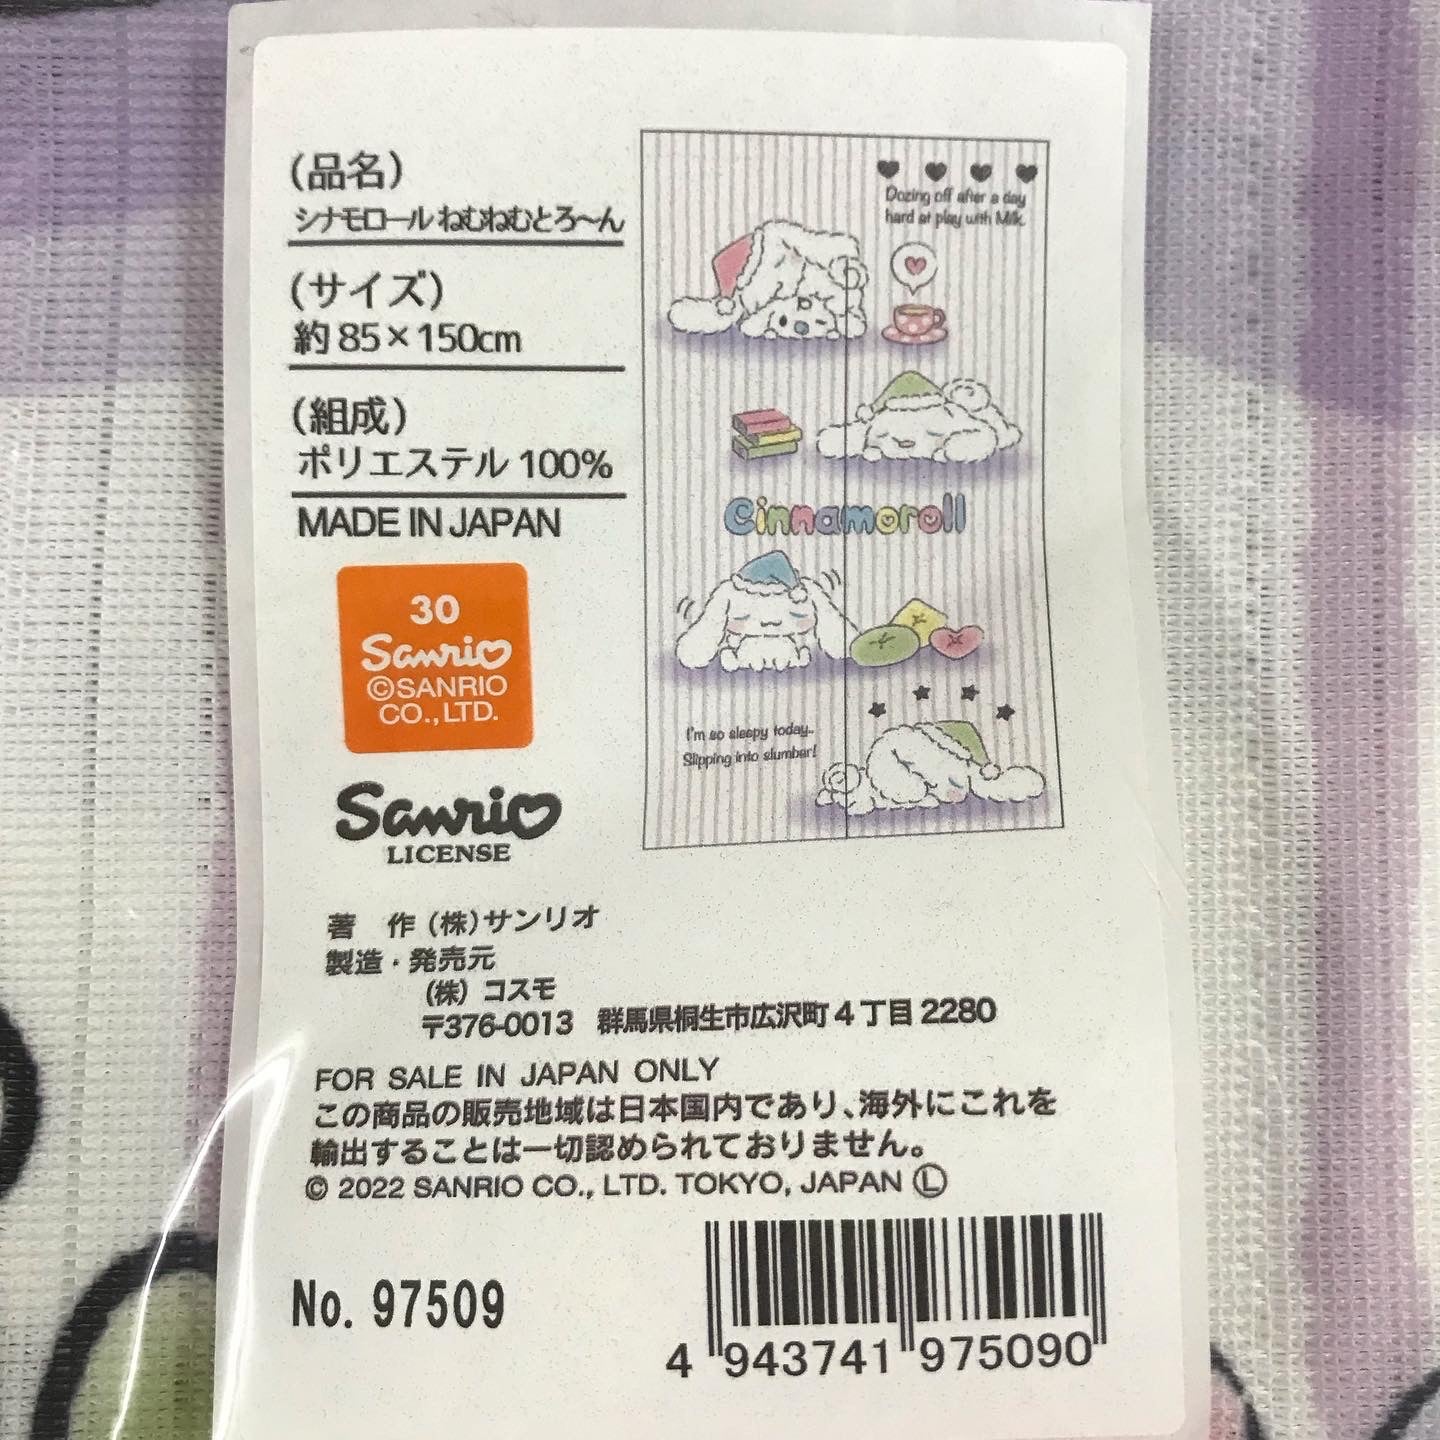 (品名)
シナモロール ねむねむとろ〜ん
(サイズ)
約 85×150cm
(組成)
ポリエステル 100%
MADE IN JAPAN
30
Sanrio
©SANRIO
CO., LTD.
Sanrio
LICENSE
Dozing off after a day
hard at play with Milk.
Cinnamoroll
I'm so sleepy today..
Slipping into slumber!
著 作 (株)サンリオ
製造・発売元
(株) コスモ
〒376-0013 群馬県桐生市広沢町4丁目2280
FOR SALE IN JAPAN ONLY
この商品の販売地域は日本国内であり、海外にこれを
輸出することは一切認められておりません。
© 2022 SANRIO CO., LTD. TOKYO, JAPAN Ⓛ
No. 97509
4 943741 975090